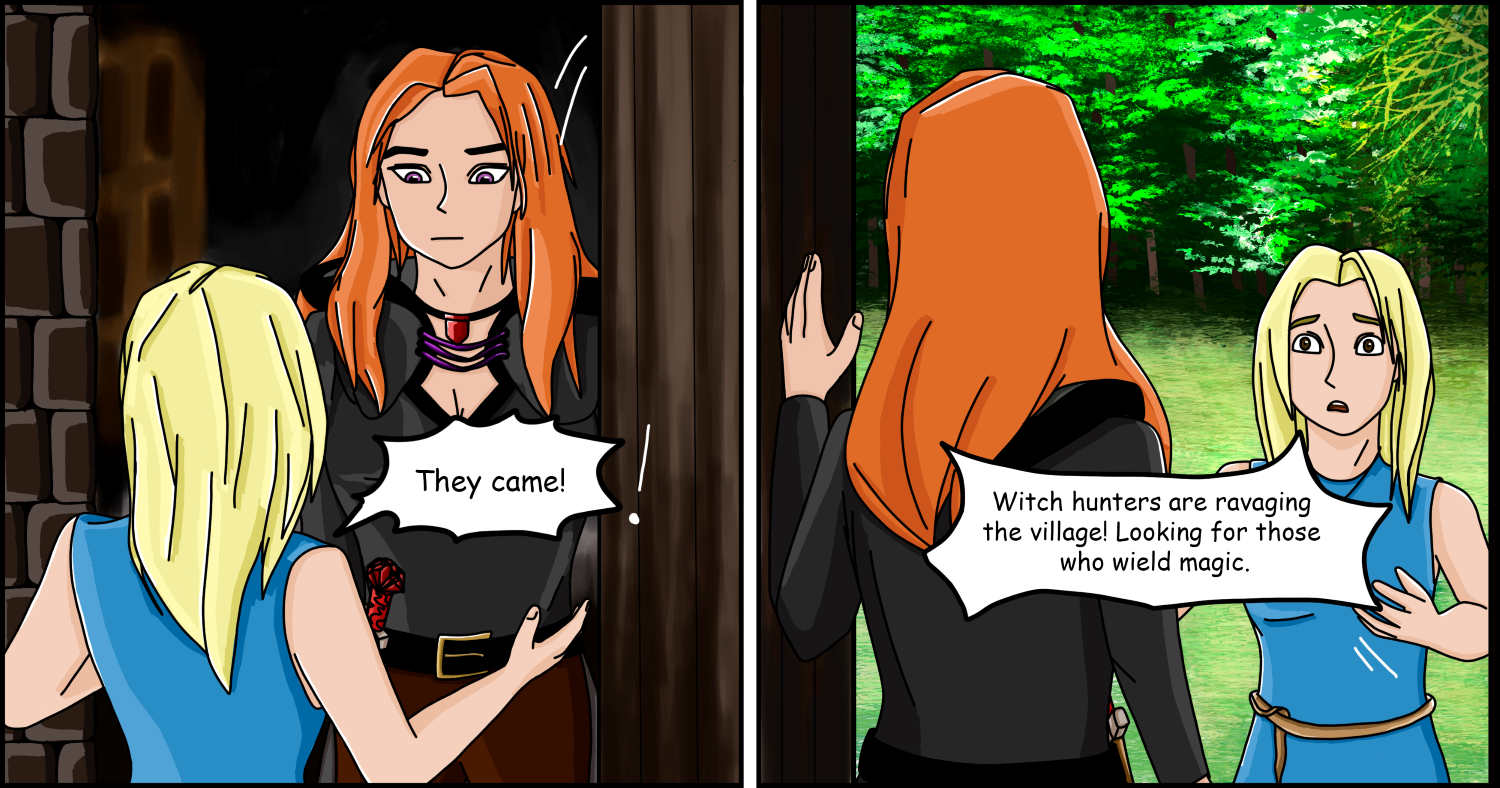 They came!
Witch hunters are ravaging
the village! Looking for those
who wield magic.